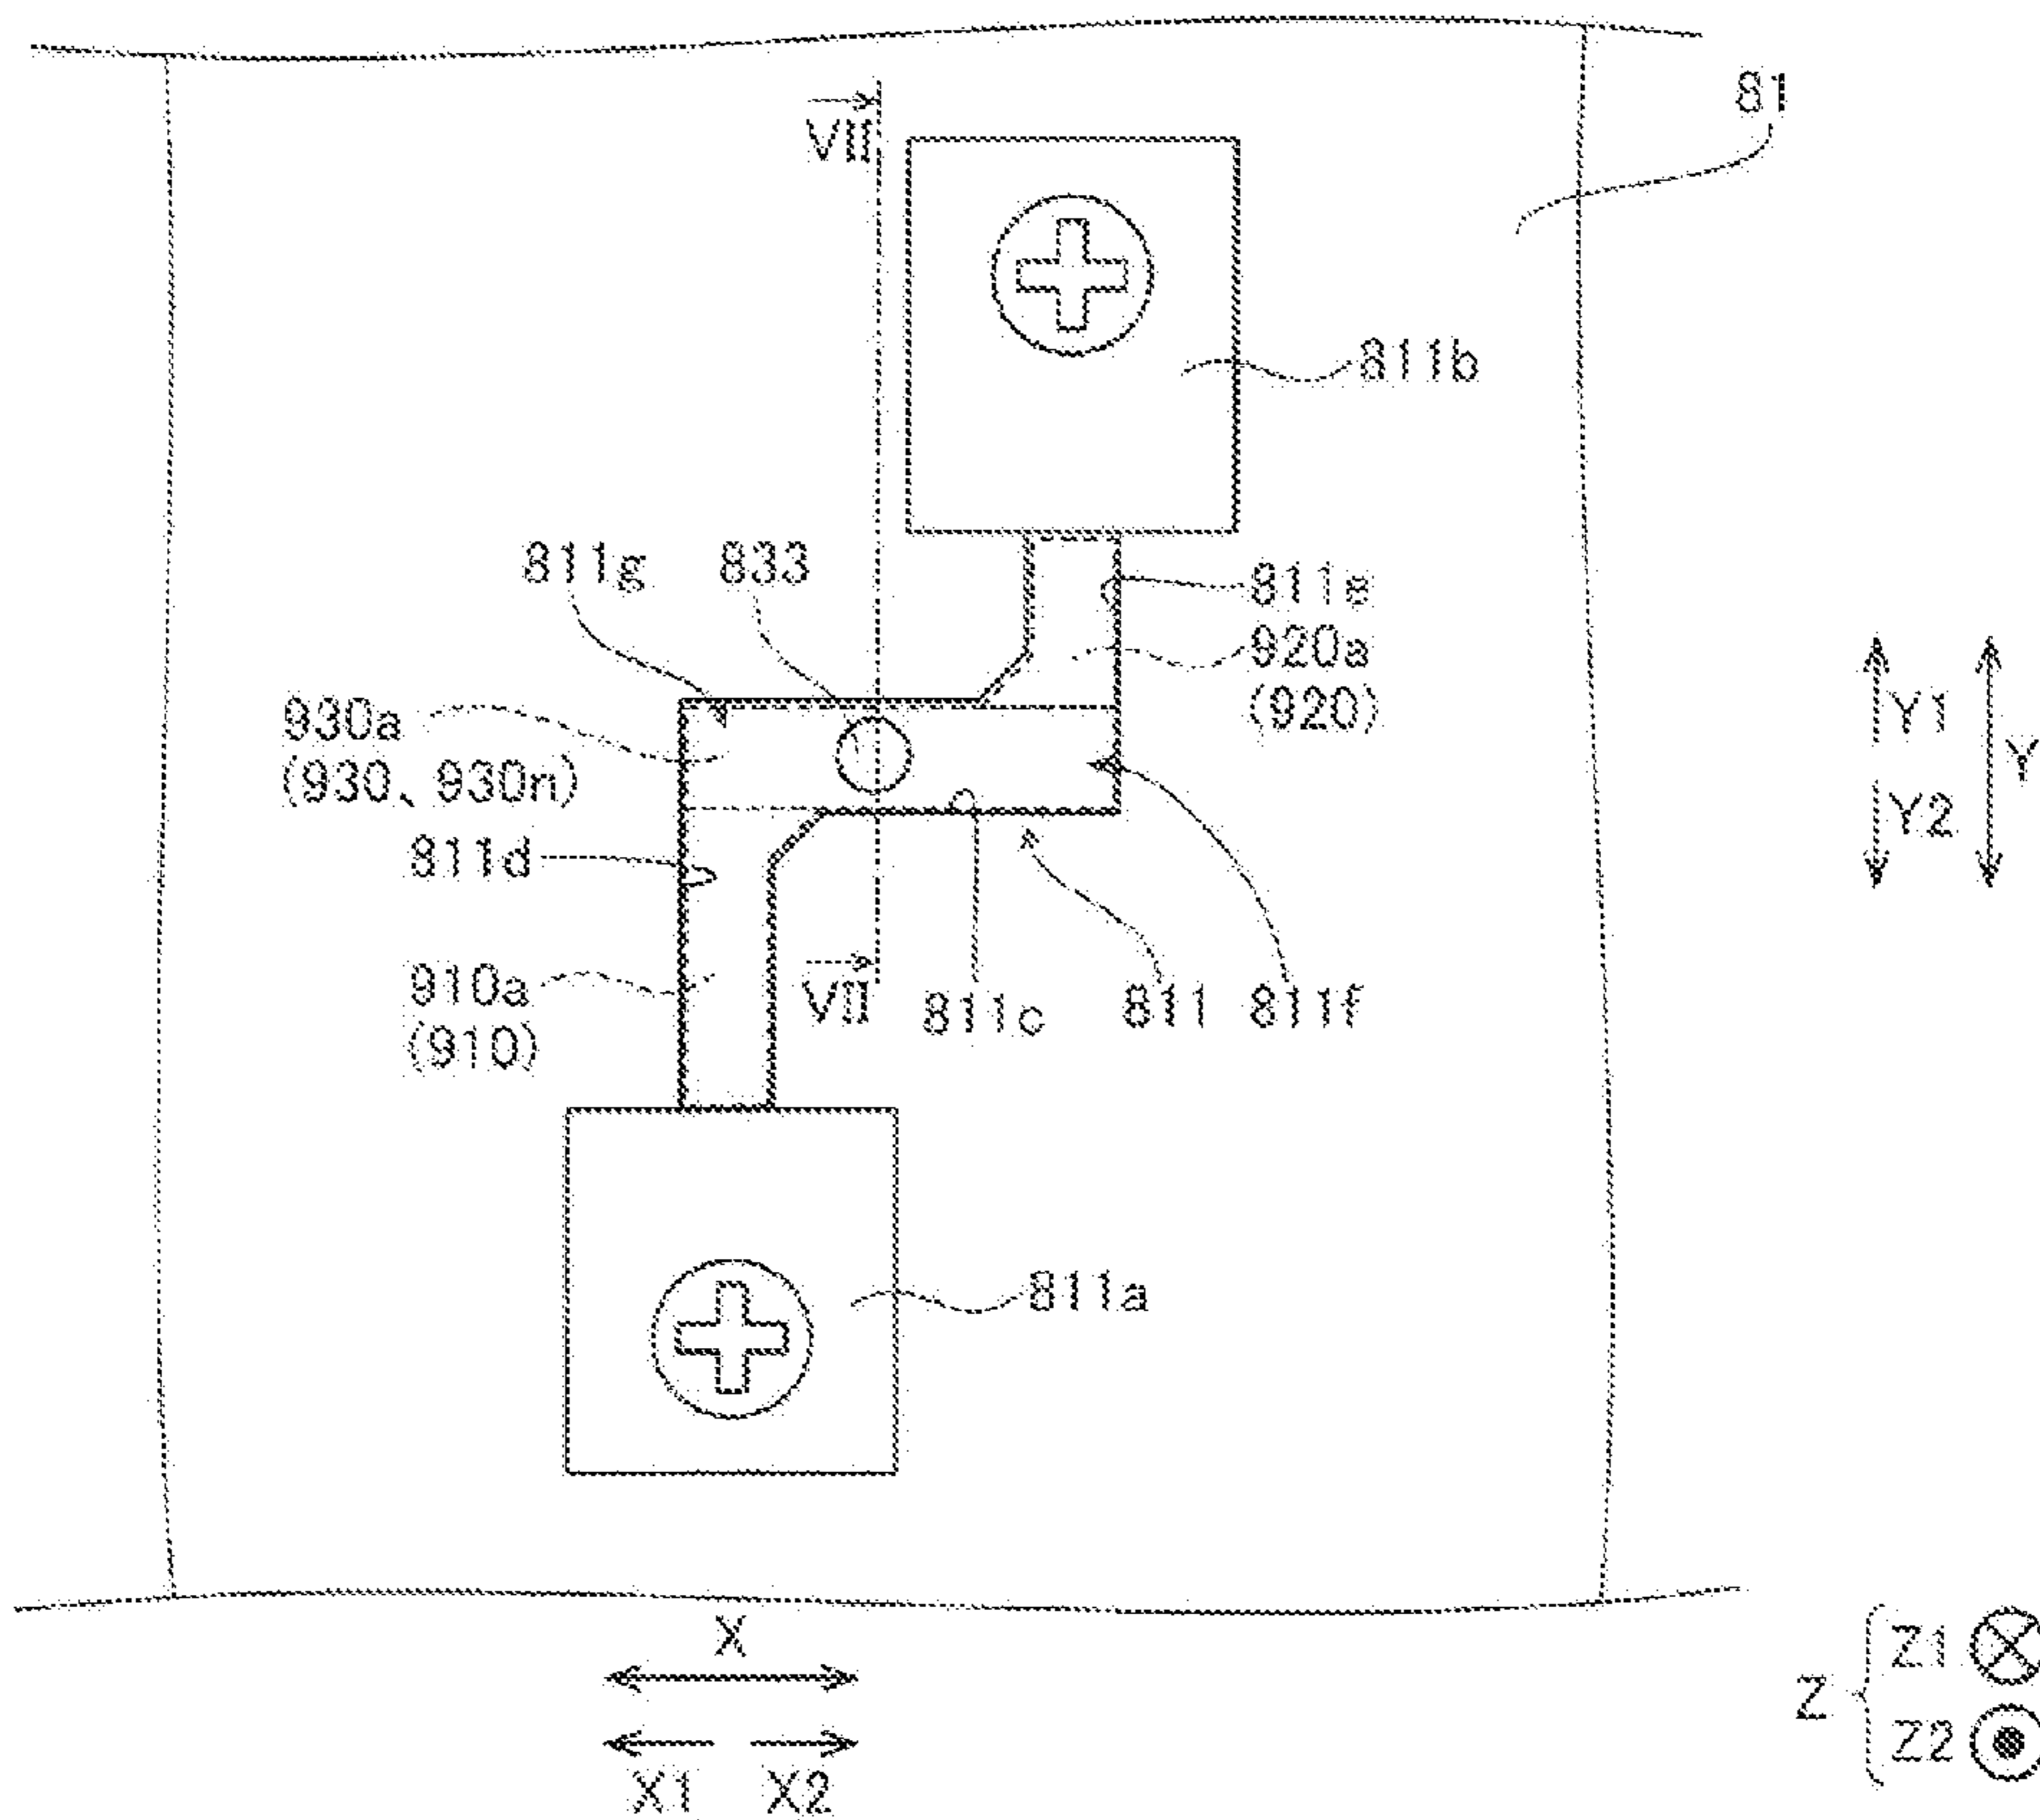 81
VII
811b
811g
833
811e
920a
(920)
930a
(930、930n)
Y1
Y
Y2
811d
910a
(910)
VII
811c
811
811f
811a
X
X1
X2
Z
Z1
Z2